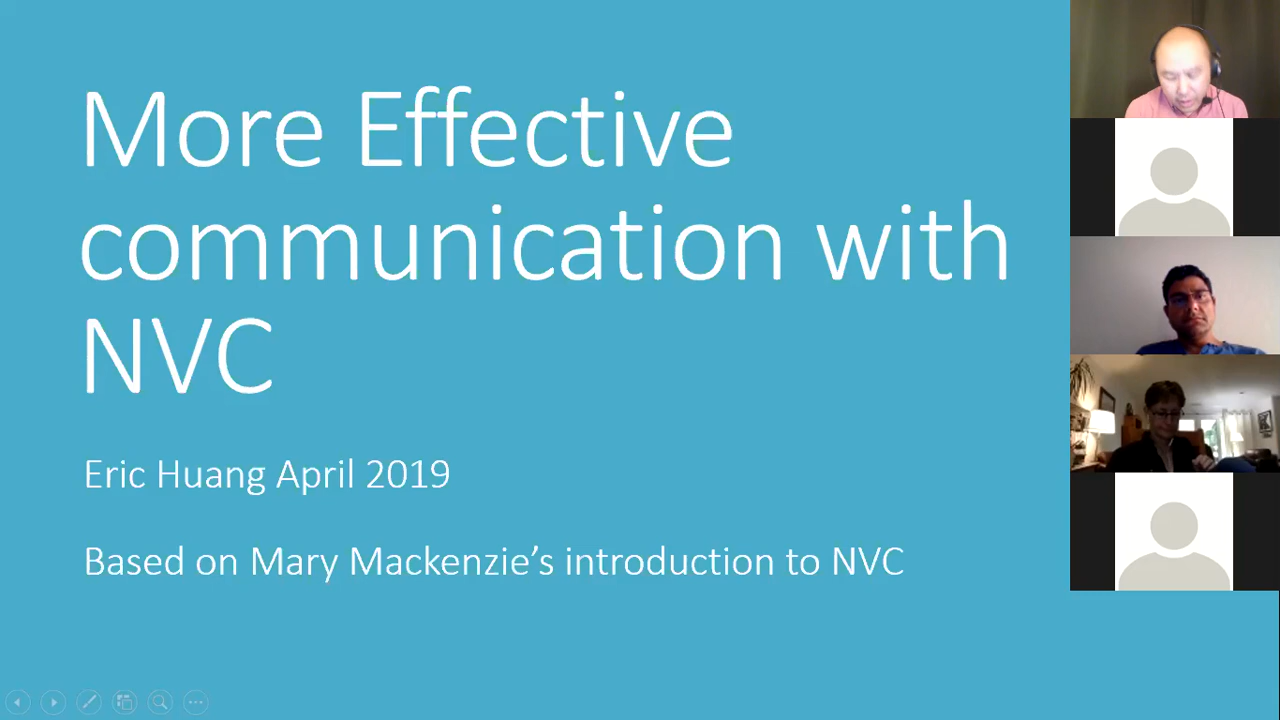 More Effective
communication with
NVC
Eric Huang April 2019
Based on Mary Mackenzie’s introduction to NVC